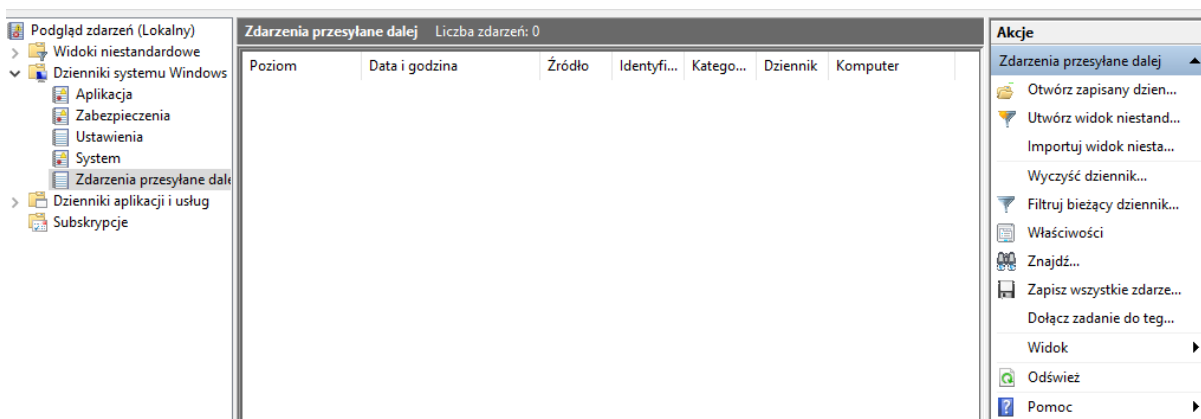 Podgląd zdarzeń (Lokalny)
Widoki niestandardowe
Dzienniki systemu Windows
Aplikacja
Zabezpieczenia
Ustawienia
System
Zdarzenia przesyłane dale
Dzienniki aplikacji i usług
Subskrypcje
Zdarzenia przesyłane dalej Liczba zdarzeń: 0
Poziom Data i godzina Źródło Identyfi... Katego... Dziennik Komputer
Akcje
Zdarzenia przesyłane dalej
Otwórz zapisany dzien...
Utwórz widok niestand...
Importuj widok niesta...
Wyczyść dziennik...
Filtruj bieżący dziennik...
Właściwości
Znajdź...
Zapisz wszystkie zdarze...
Dołącz zadanie do teg...
Widok
Odśwież
Pomoc